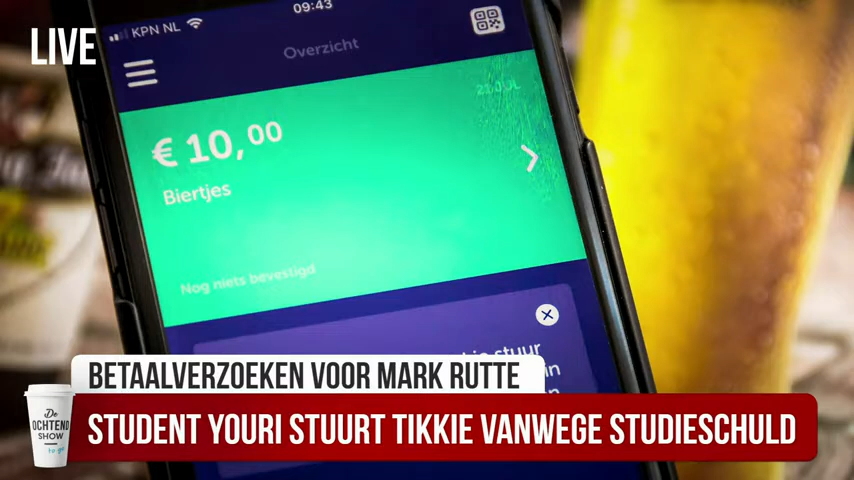 LIVE
KPN NL
09:43
Overzicht
€ 10,00
Biertjes
Nog niets bevestigd
stuur
BETAALVERZOEKEN VOOR MARK RUTTE
STUDENT YOURI STUURT TIKKIE VANWEGE STUDIESCHULD
De
OCHTEND
SHOW